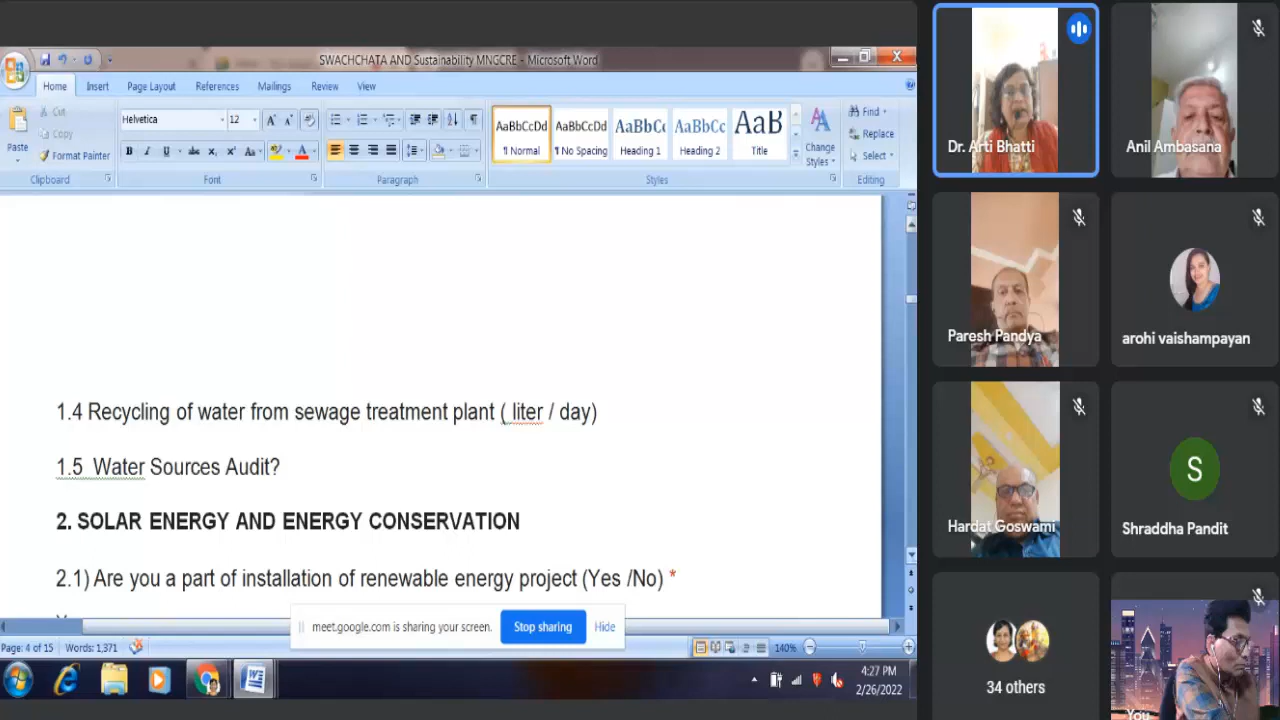 SWACHCHATA AND Sustainability MNGCRE - Microsoft Word
Home Insert Page Layout References Mailings Review View
Paste
Cut
Copy
Format Painter
Clipboard
Helvetica 12
Font
Paragraph
AaBbCcDd AaBbCcDd AaBbCc AaBbCc AaB
¶ Normal ¶ No Spacing Heading 1 Heading 2 Title
Change Styles
Styles
Find
Replace
Select
Editing
1.4 Recycling of water from sewage treatment plant ( liter / day)
1.5 Water Sources Audit?
2. SOLAR ENERGY AND ENERGY CONSERVATION
2.1) Are you a part of installation of renewable energy project (Yes /No) *
meet.google.com is sharing your screen. Stop sharing Hide
Page: 4 of 15 Words: 1,371 140%
4:27 PM
2/26/2022
Dr. Arti Bhatti
Anil Ambasana
Paresh Pandya
arohi vaishampayan
Hardat Goswami
S
Shraddha Pandit
34 others
You